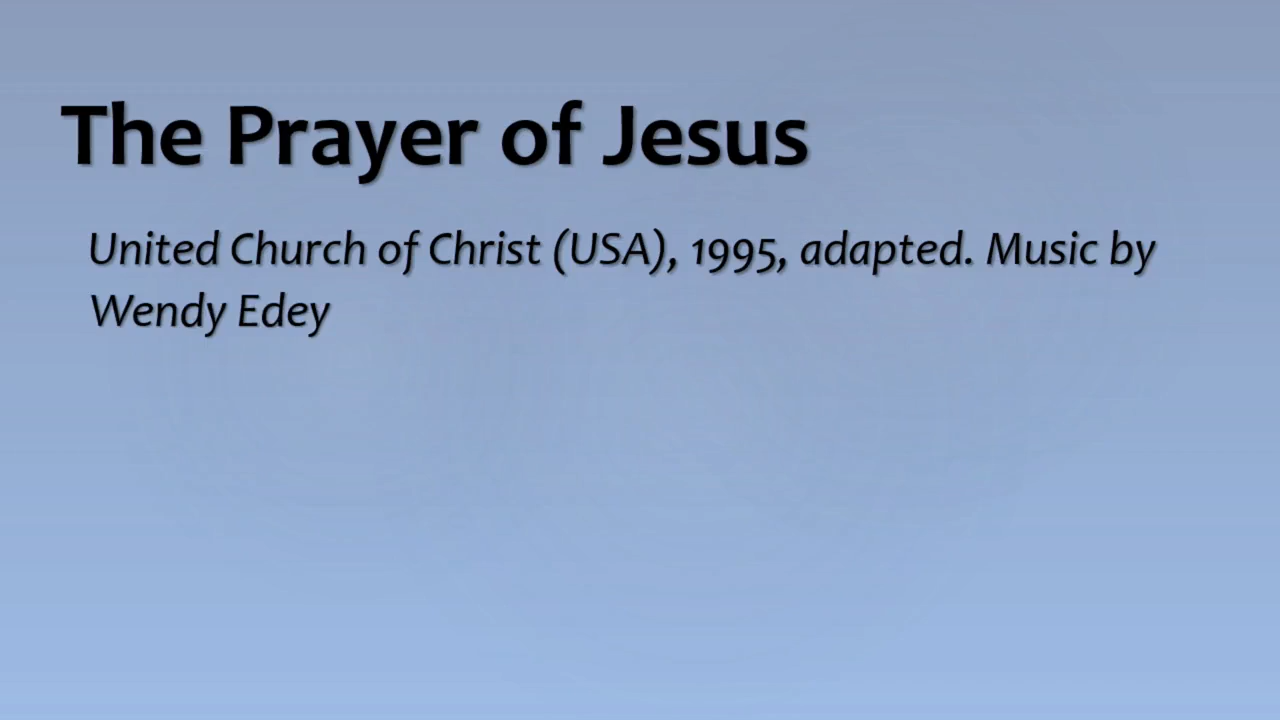 The Prayer of Jesus
United Church of Christ (USA), 1995, adapted. Music by
Wendy Edey